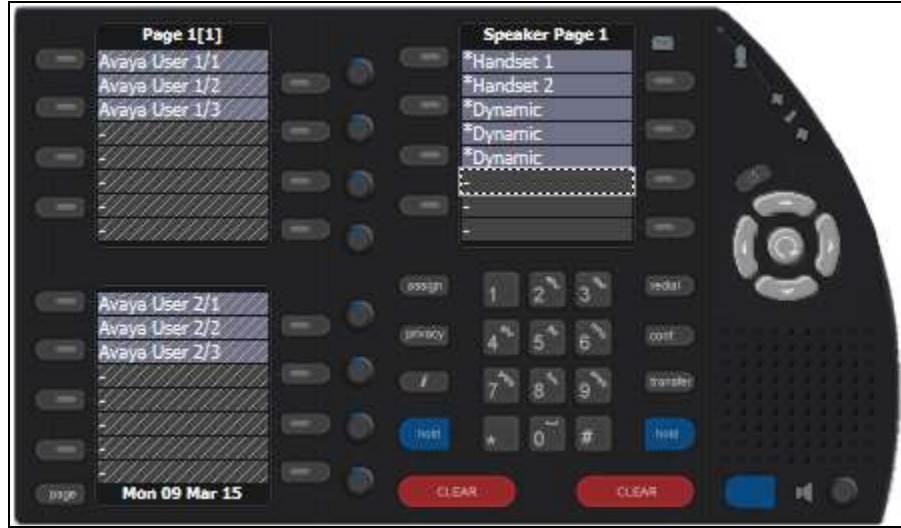 Page 1[1]
Avaya User 1/1
Avaya User 1/2
Avaya User 1/3
-
-
-
-
-
Speaker Page 1
*Handset 1
*Handset 2
*Dynamic
*Dynamic
*Dynamic
-
-
-
Avaya User 2/1
Avaya User 2/2
Avaya User 2/3
-
-
-
-
-
Mon 09 Mar 15
page
assign
1 2 3
redial
privacy
4 5 6
conf
/
7 8 9
transfer
hold
* 0 #
hold
CLEAR
CLEAR